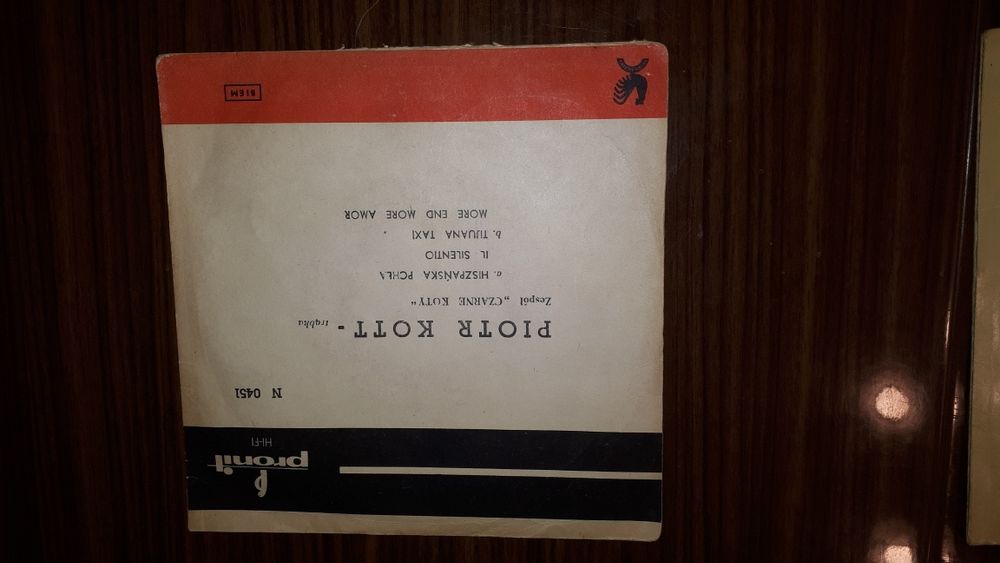 pronit
HI-FI
N 0451
PIOTR KOTT - trąbka
Zespół „CZARNE KOTY"
a. HISZPAŃSKA PCHŁA
IL SILENTIO
b. TIJUANA TAXI
MORE END MORE AMOR
BIEM